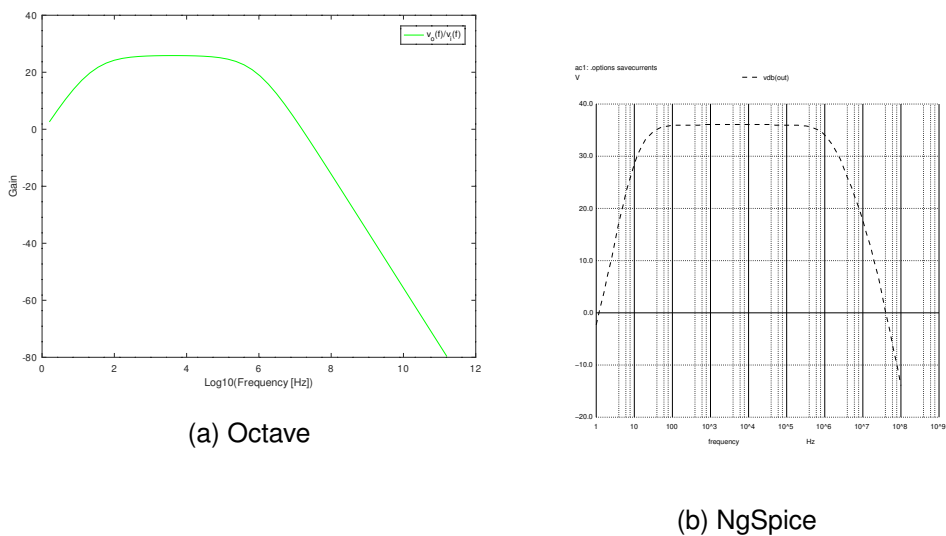 40
20
0
-20
-40
-60
-80
0 2 4 6 8 10 12
Gain
Log10(Frequency [Hz])
v_o(f)/v_i(f)
(a) Octave
ac1: .options savecurrents
V
vdb(out)
40.0
30.0
20.0
10.0
0.0
-10.0
-20.0
1 10 100 10^3 10^4 10^5 10^6 10^7 10^8 10^9
frequency Hz
(b) NgSpice